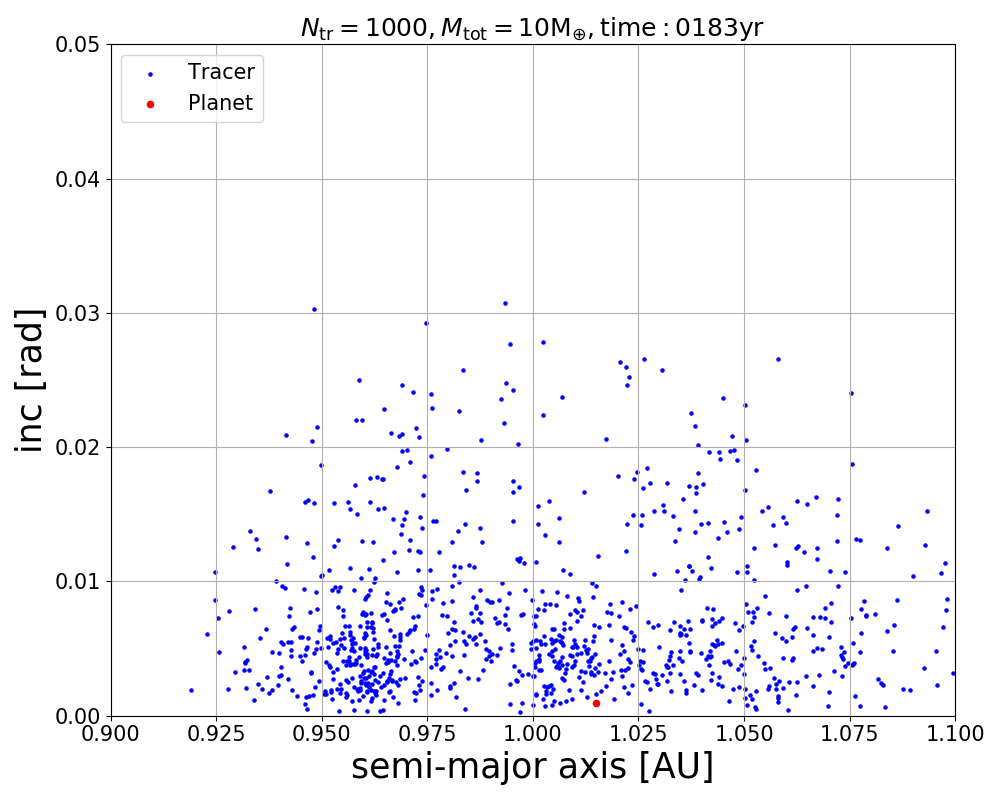 N_tr = 1000, M_tot = 10M_⊕, time : 0183yr
0.05
Tracer
Planet
0.04
0.03
inc [rad]
0.02
0.01
0.00
0.900 0.925 0.950 0.975 1.000 1.025 1.050 1.075 1.100
semi-major axis [AU]